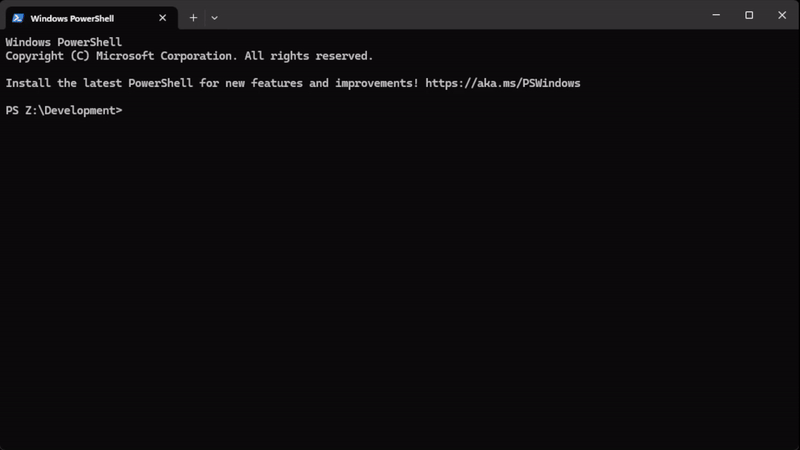 Windows PowerShell
Windows PowerShell
Copyright (C) Microsoft Corporation. All rights reserved.
Install the latest PowerShell for new features and improvements! https://aka.ms/PSWindows
PS Z:\Development>